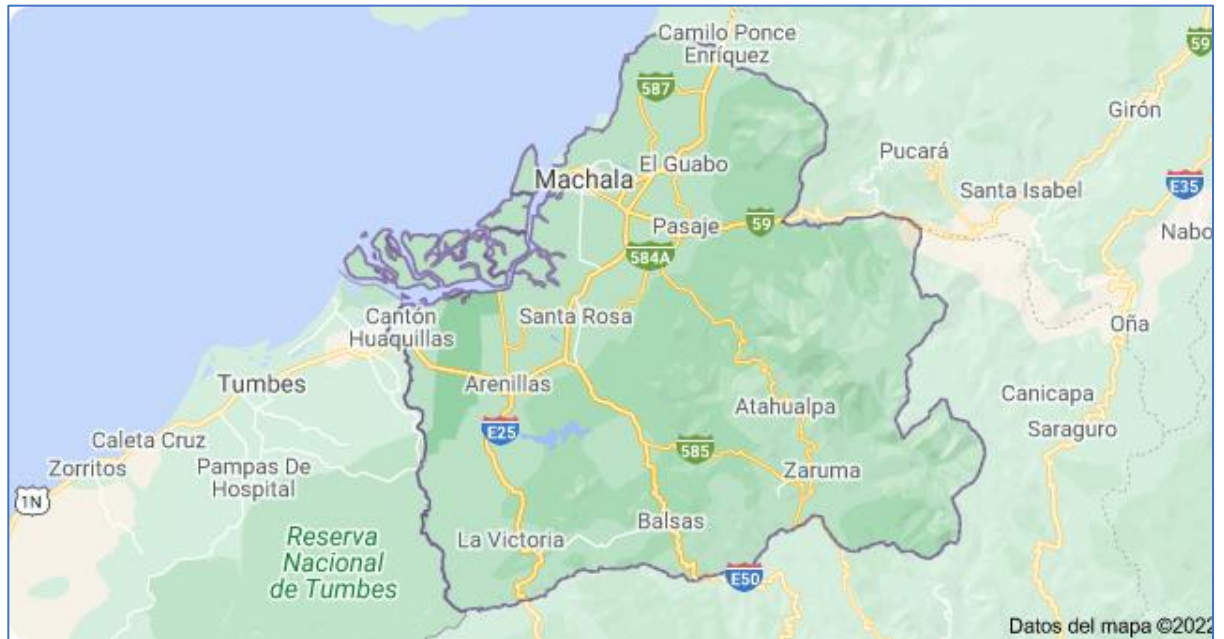 Camilo Ponce
Enríquez
59
587
Girón
Pucará
El Guabo
Machala
Santa Isabel
E35
Pasaje
59
Nabo
584A
Cantón
Huaquillas
Santa Rosa
Oña
Tumbes
Arenillas
Canicapa
Atahualpa
Saraguro
E25
Caleta Cruz
585
Zorritos
Pampas De
Hospital
Zaruma
1N
Balsas
La Victoria
Reserva
Nacional
de Tumbes
E50
Datos del mapa ©2022